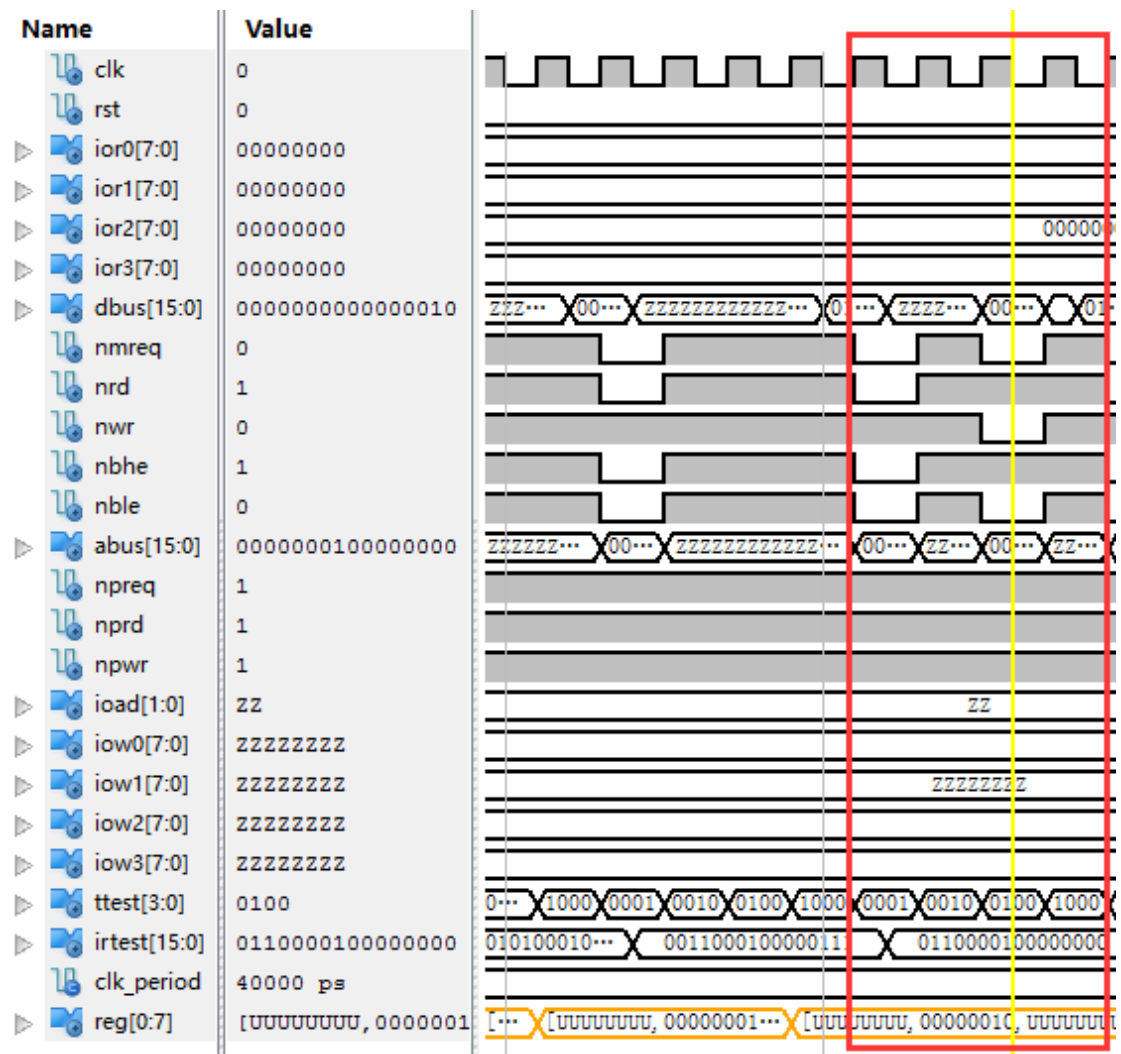 Name Value
clk 0
rst 0
ior0[7:0] 00000000
ior1[7:0] 00000000
ior2[7:0] 00000000 000000
ior3[7:0] 00000000
dbus[15:0] 0000000000000010 ZZZ··· 00··· ZZZZZZZZZZZZ··· 01 ··· ZZZZ··· 00··· 01·
nmreq 0
nrd 1
nwr 0
nbhe 1
nble 0
abus[15:0] 0000000100000000 ZZZZZZ··· 00··· ZZZZZZZZZZZZ··· 00··· ZZ··· 00··· ZZ···
npreq 1
nprd 1
npwr 1
ioad[1:0] ZZ ZZ
iow0[7:0] ZZZZZZZZ
iow1[7:0] ZZZZZZZZ ZZZZZZZZ
iow2[7:0] ZZZZZZZZ
iow3[7:0] ZZZZZZZZ
ttest[3:0] 0100 0··· 1000 0001 0010 0100 1000 0001 0010 0100 1000
irtest[15:0] 0110000100000000 010100010··· 0011000100000111 0110000100000000
clk_period 40000 ps
reg[0:7] [UUUUUUUU,0000001 [··· [UUUUUUUU, 00000001··· [UUUUUUUU, 00000010, UUUUUUU